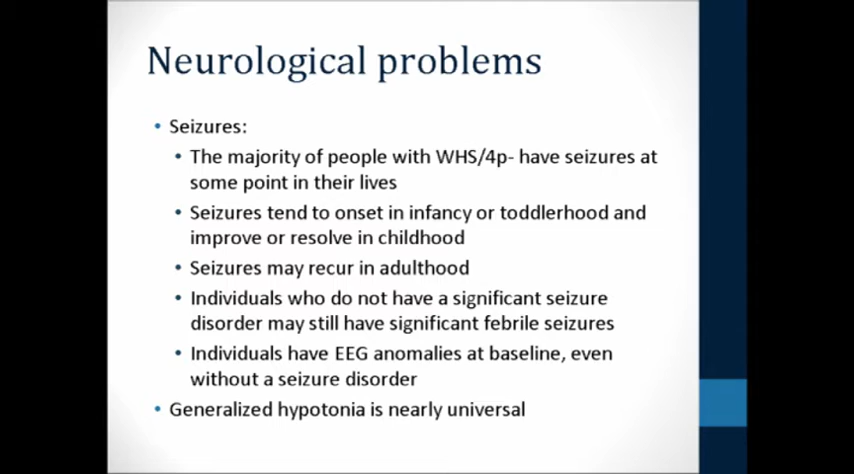 Neurological problems
• Seizures:
• The majority of people with WHS/4p- have seizures at
some point in their lives
• Seizures tend to onset in infancy or toddlerhood and
improve or resolve in childhood
• Seizures may recur in adulthood
• Individuals who do not have a significant seizure
disorder may still have significant febrile seizures
• Individuals have EEG anomalies at baseline, even
without a seizure disorder
• Generalized hypotonia is nearly universal